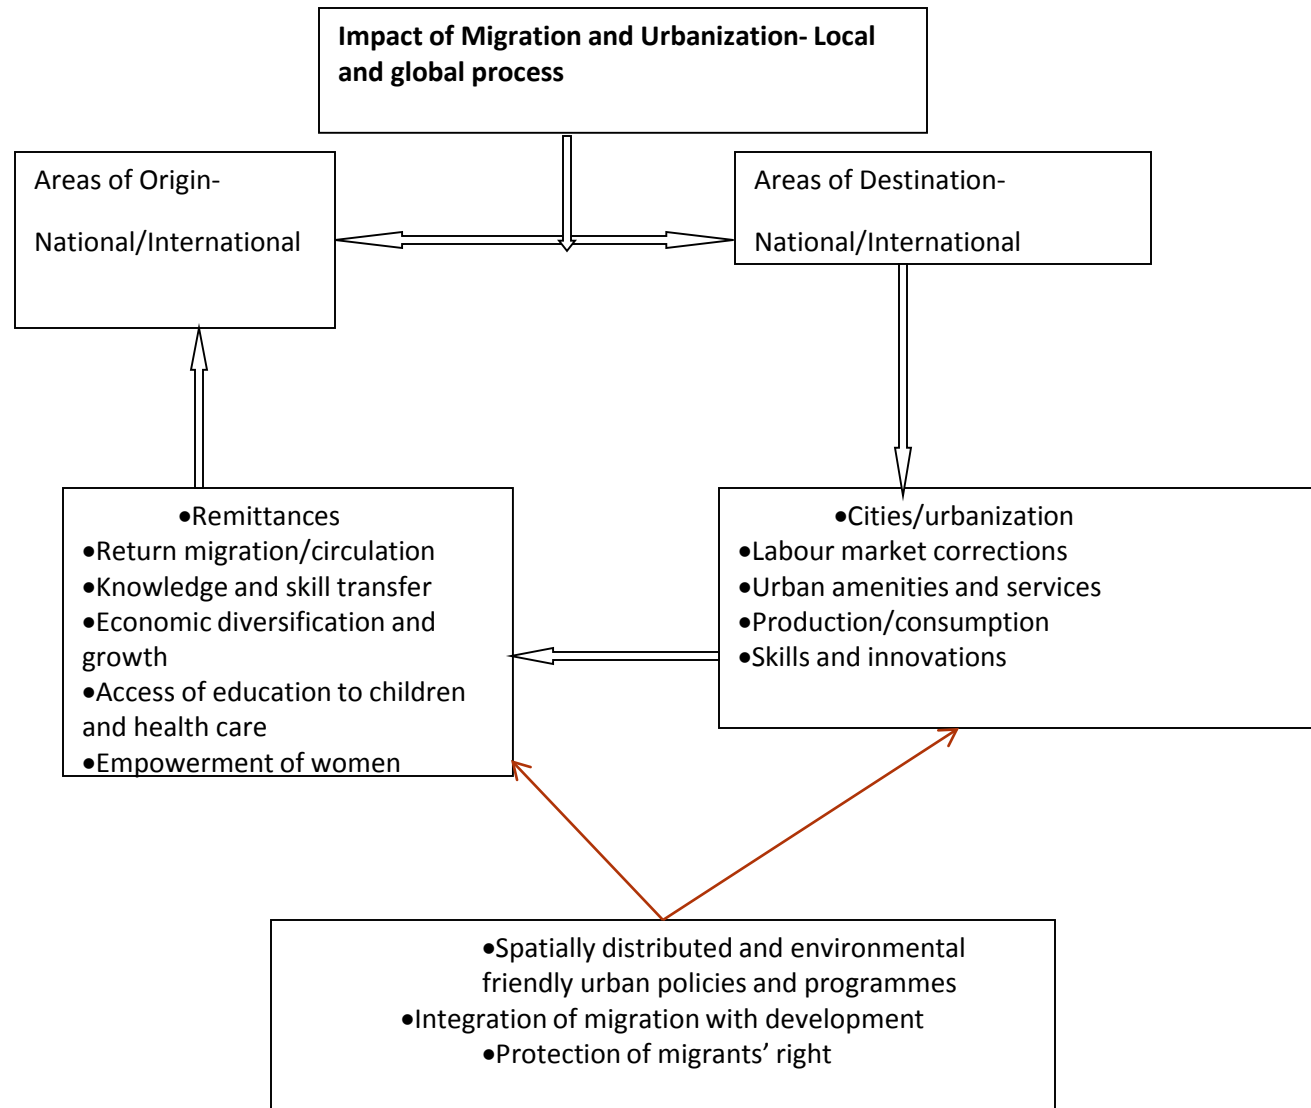 Impact of Migration and Urbanization- Local
and global process
Areas of Origin-
National/International
Areas of Destination-
National/International
•Remittances
•Return migration/circulation
•Knowledge and skill transfer
•Economic diversification and
growth
•Access of education to children
and health care
•Empowerment of women
•Cities/urbanization
•Labour market corrections
•Urban amenities and services
•Production/consumption
•Skills and innovations
•Spatially distributed and environmental
friendly urban policies and programmes
•Integration of migration with development
•Protection of migrants’ right